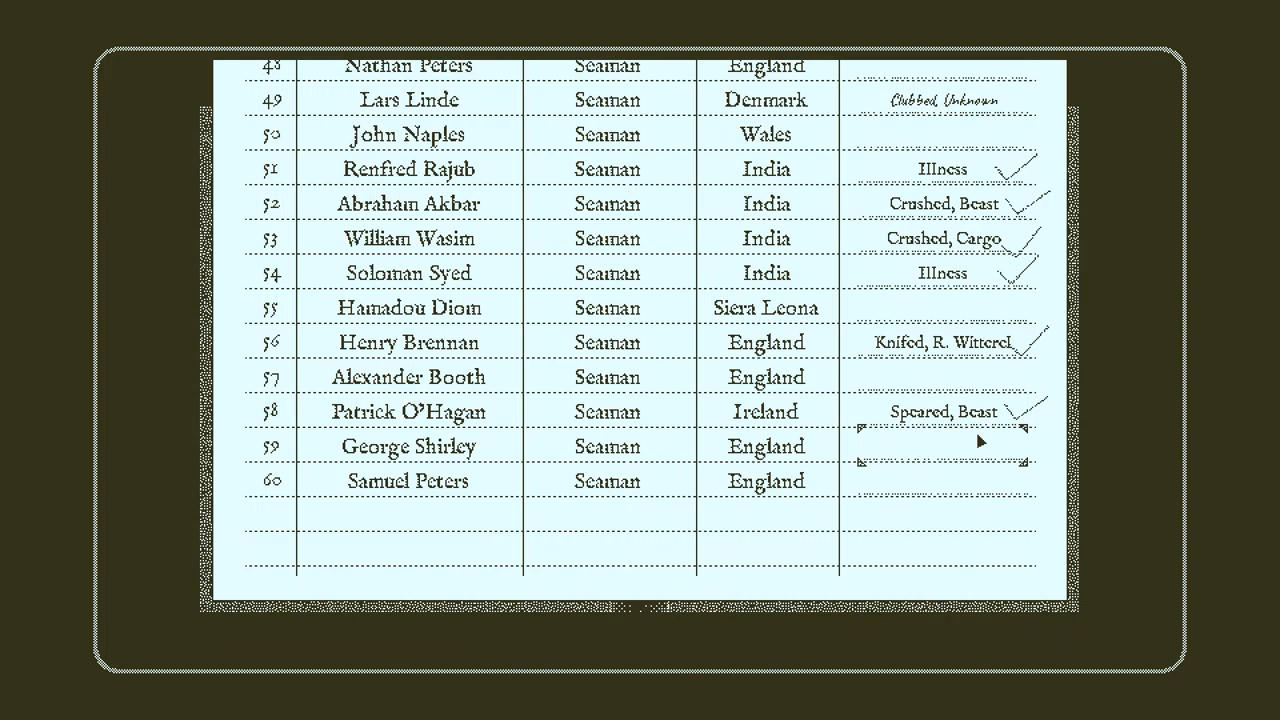 48 Nathan Peters Seaman England
49 Lars Linde Seaman Denmark Clubbed, Unknown
50 John Naples Seaman Wales
51 Renfred Rajub Seaman India Illness
52 Abraham Akbar Seaman India Crushed, Beast
53 William Wasim Seaman India Crushed, Cargo
54 Soloman Syed Seaman India Illness
55 Hamadou Diom Seaman Siera Leona
56 Henry Brennan Seaman England Knifed, R. Witterel
57 Alexander Booth Seaman England
58 Patrick O'Hagan Seaman Ireland Speared, Beast
59 George Shirley Seaman England
60 Samuel Peters Seaman England